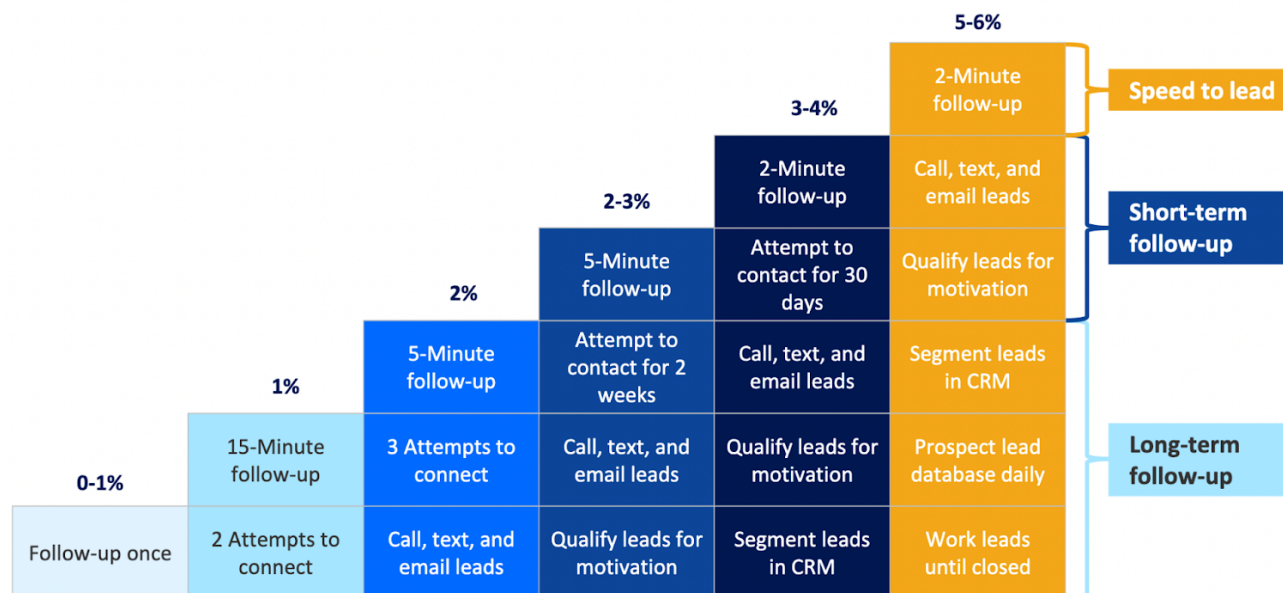 0-1%
Follow-up once
1%
15-Minute
follow-up
2 Attempts to
connect
2%
5-Minute
follow-up
3 Attempts to
connect
Call, text, and
email leads
2-3%
5-Minute
follow-up
Attempt to
contact for 2
weeks
Call, text, and
email leads
Qualify leads for
motivation
3-4%
2-Minute
follow-up
Attempt to
contact for 30
days
Call, text, and
email leads
Qualify leads for
motivation
Segment leads
in CRM
5-6%
2-Minute
follow-up
Call, text, and
email leads
Qualify leads for
motivation
Segment leads
in CRM
Prospect lead
database daily
Work leads
until closed
Speed to lead
Short-term
follow-up
Long-term
follow-up